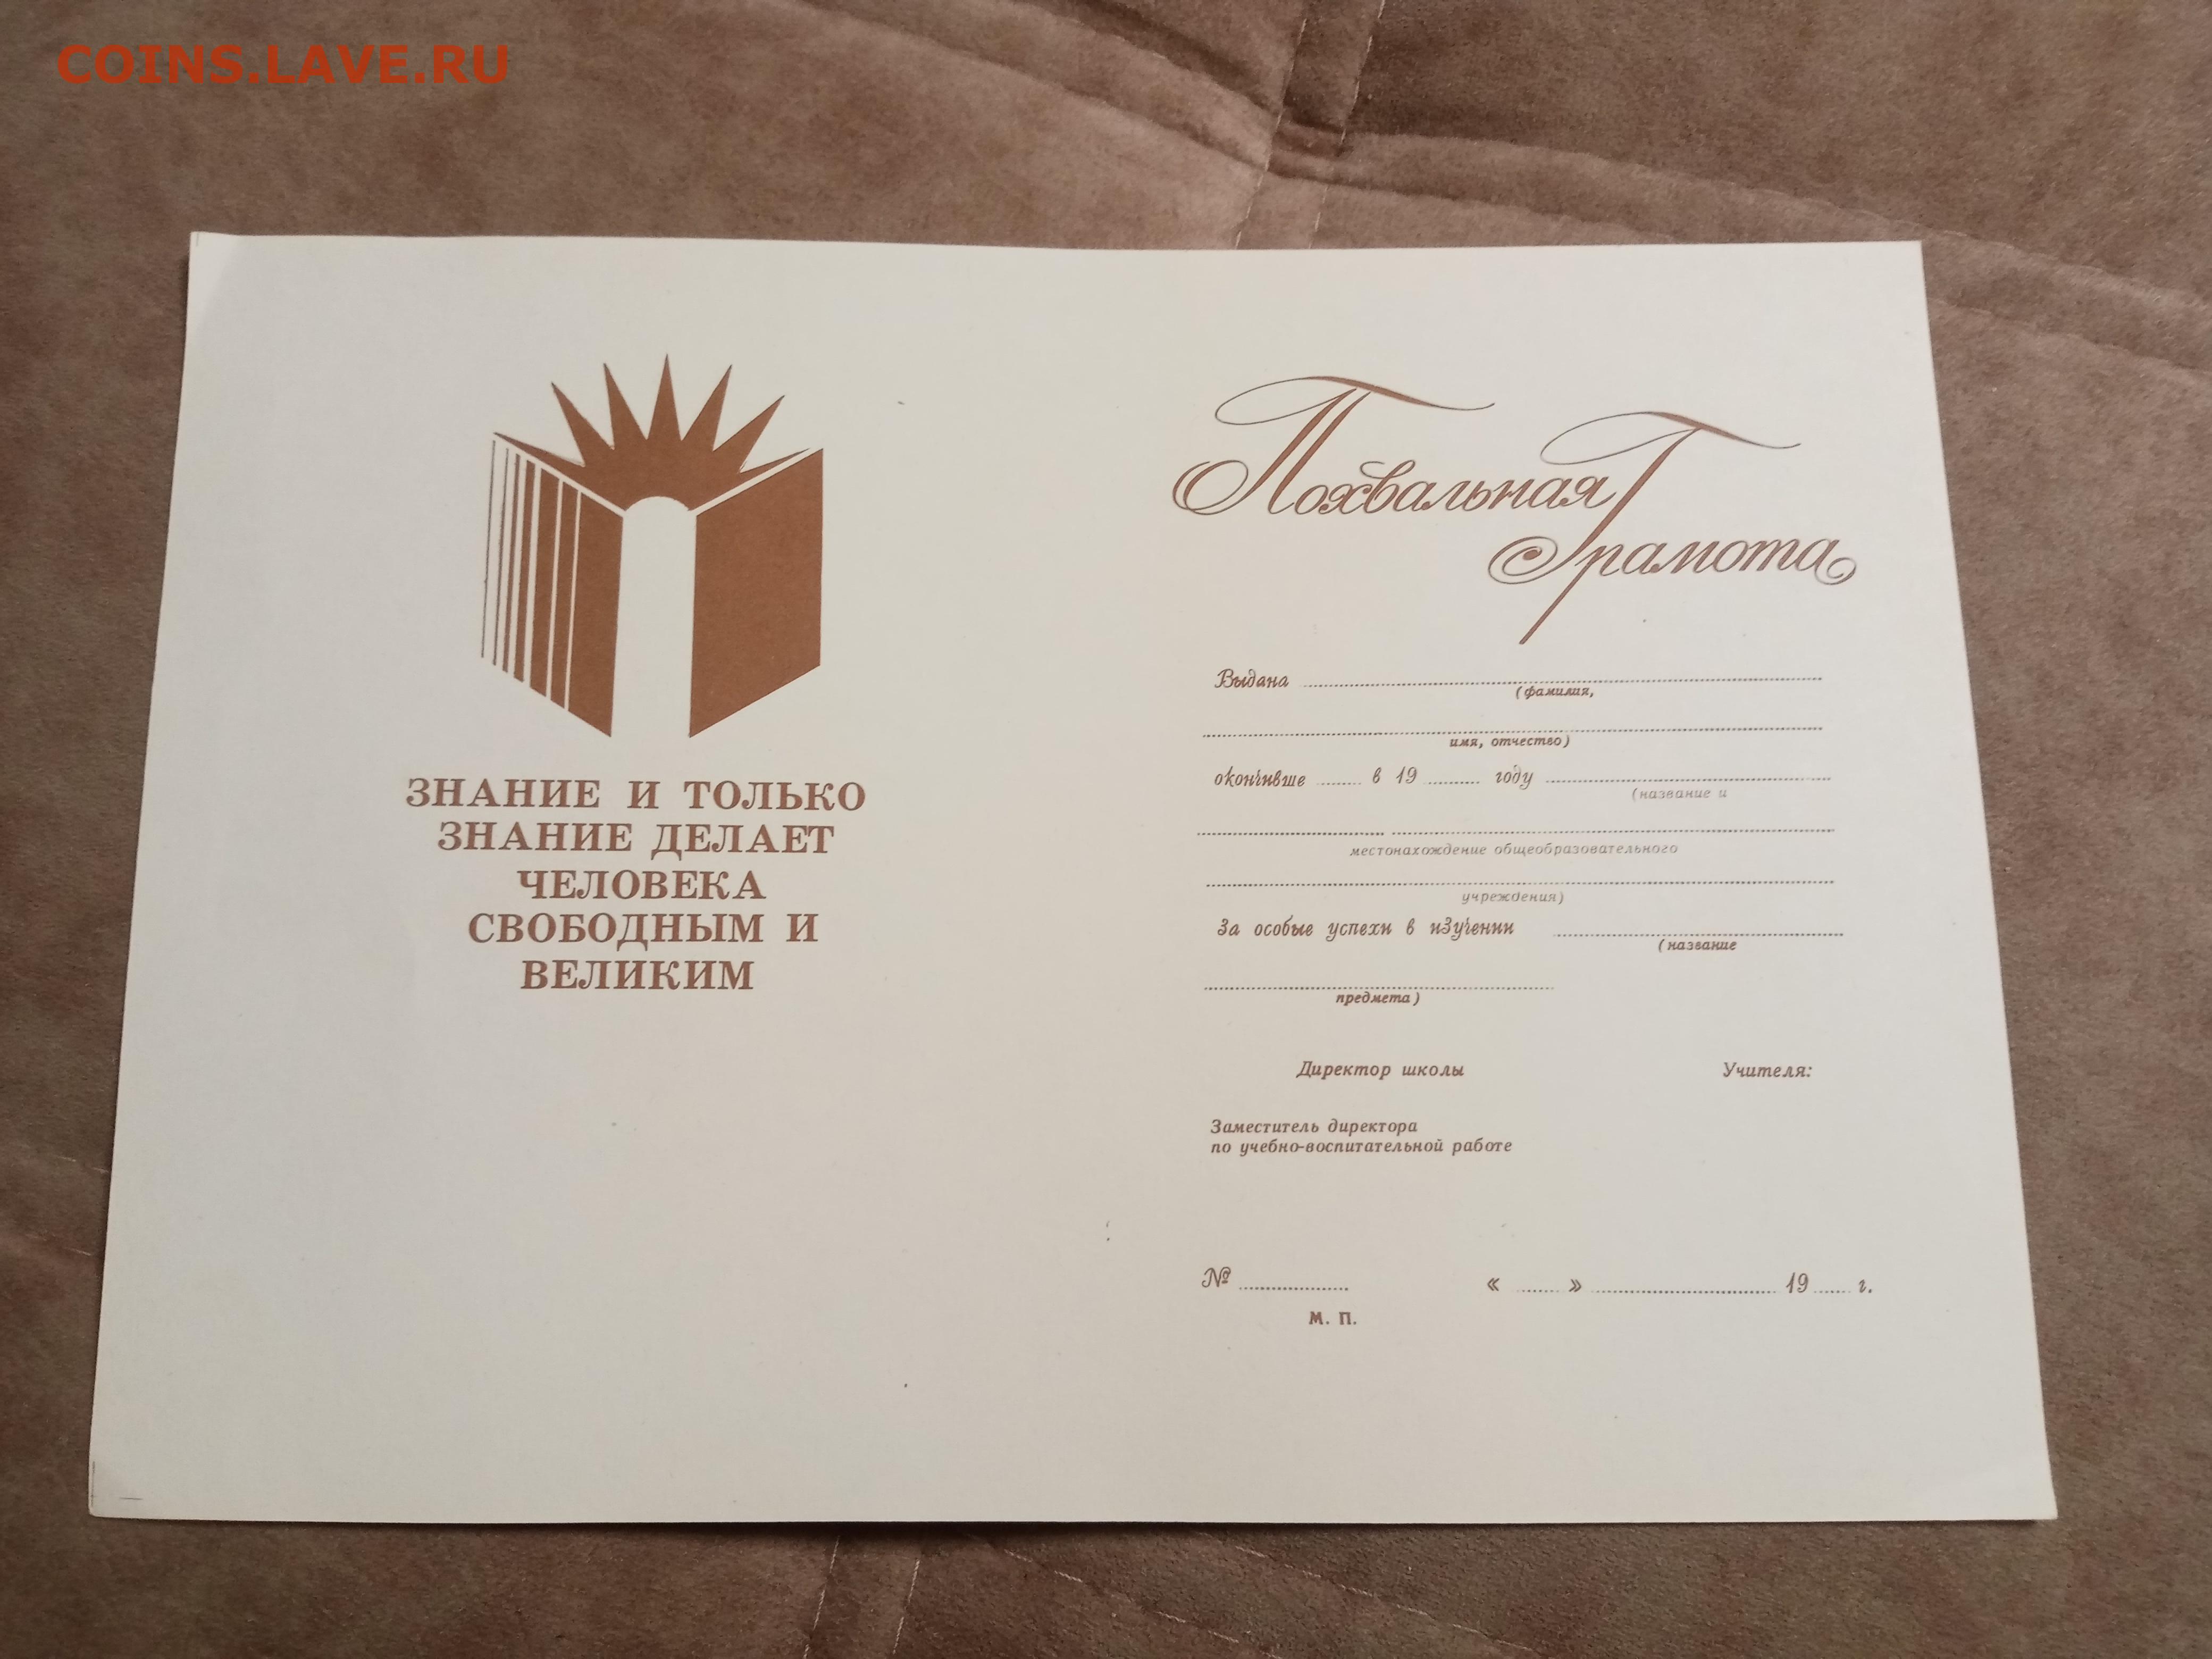 COINS.LAVE.RU
ЗНАНИЕ И ТОЛЬКО
ЗНАНИЕ ДЕЛАЕТ
ЧЕЛОВЕКА
СВОБОДНЫМ И
ВЕЛИКИМ
Похвальная
Грамота
Выдана
(фамилия,
имя, отчество)
окончивше в 19 году
(название и
местонахождение общеобразовательного
учреждения)
За особые успехи в изучении
(название
предмета)
Директор школы Учителя:
Заместитель директора
по учебно-воспитательной работе
№ « » 19 г.
М. П.